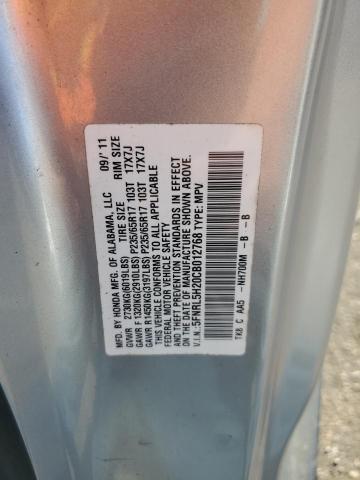 MFD. BY HONDA MFG. OF ALABAMA, LLC 09/'11
TIRE SIZE RIM SIZE
GVWR 2730KG(6019LBS)
GAWR F 1320KG(2910LBS) P235/65R17 103T 17X7J
GAWR R 1450KG(3197LBS) P235/65R17 103T 17X7J
THIS VEHICLE CONFORMS TO ALL APPLICABLE
FEDERAL MOTOR VEHICLE SAFETY, BUMPER, AND
THEFT PREVENTION STANDARDS IN EFFECT
ON THE DATE OF MANUFACTURE SHOWN ABOVE.
V.I.N.: 5FNRL5H20CB012768 TYPE: MPV
TK8 C AA5 -NH700M - B - B